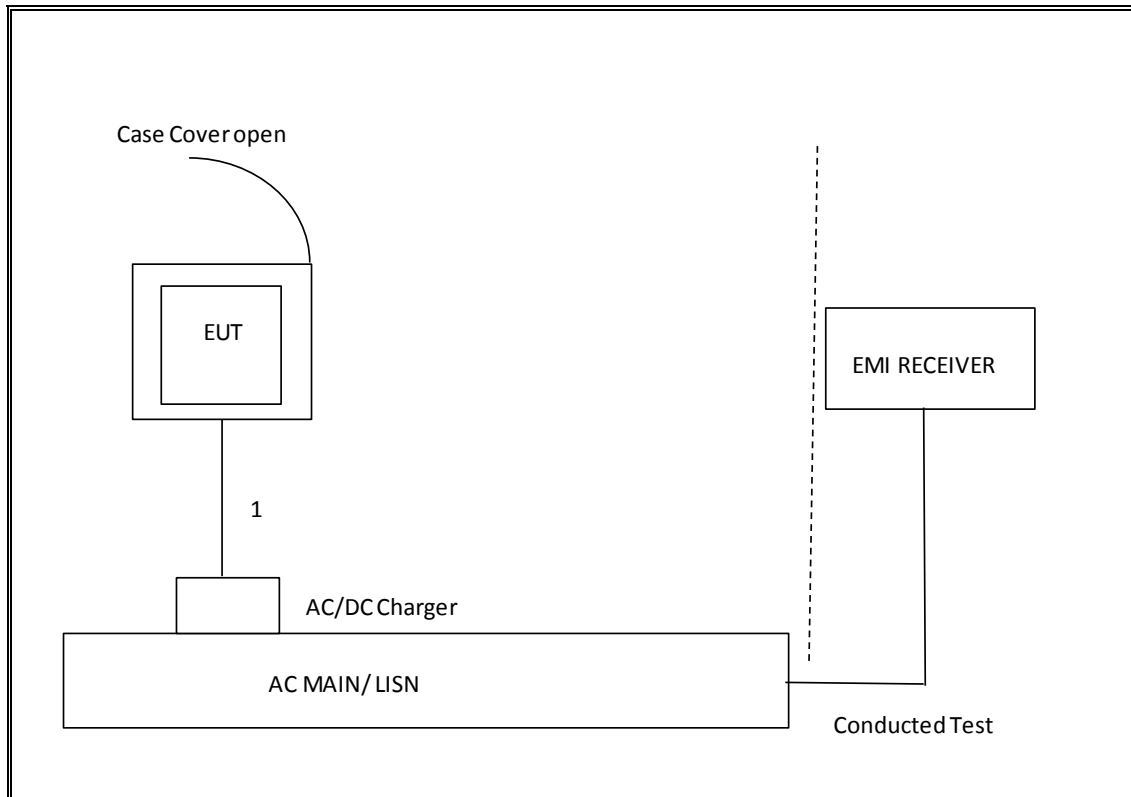 Case Cover open
EUT
EMI RECEIVER
1
AC/DC Charger
AC MAIN/ LISN
Conducted Test